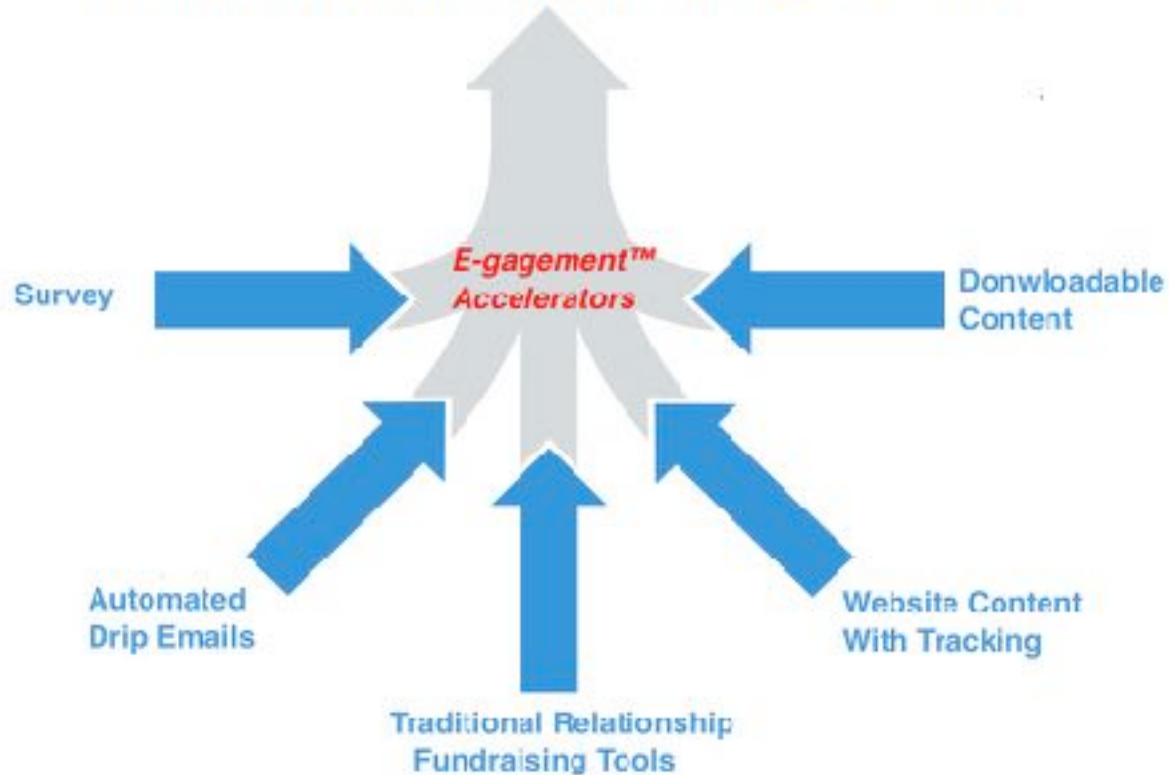 E-gagement™
Accelerators
Survey
Donwloadable
Content
Automated
Drip Emails
Website Content
With Tracking
Traditional Relationship
Fundraising Tools